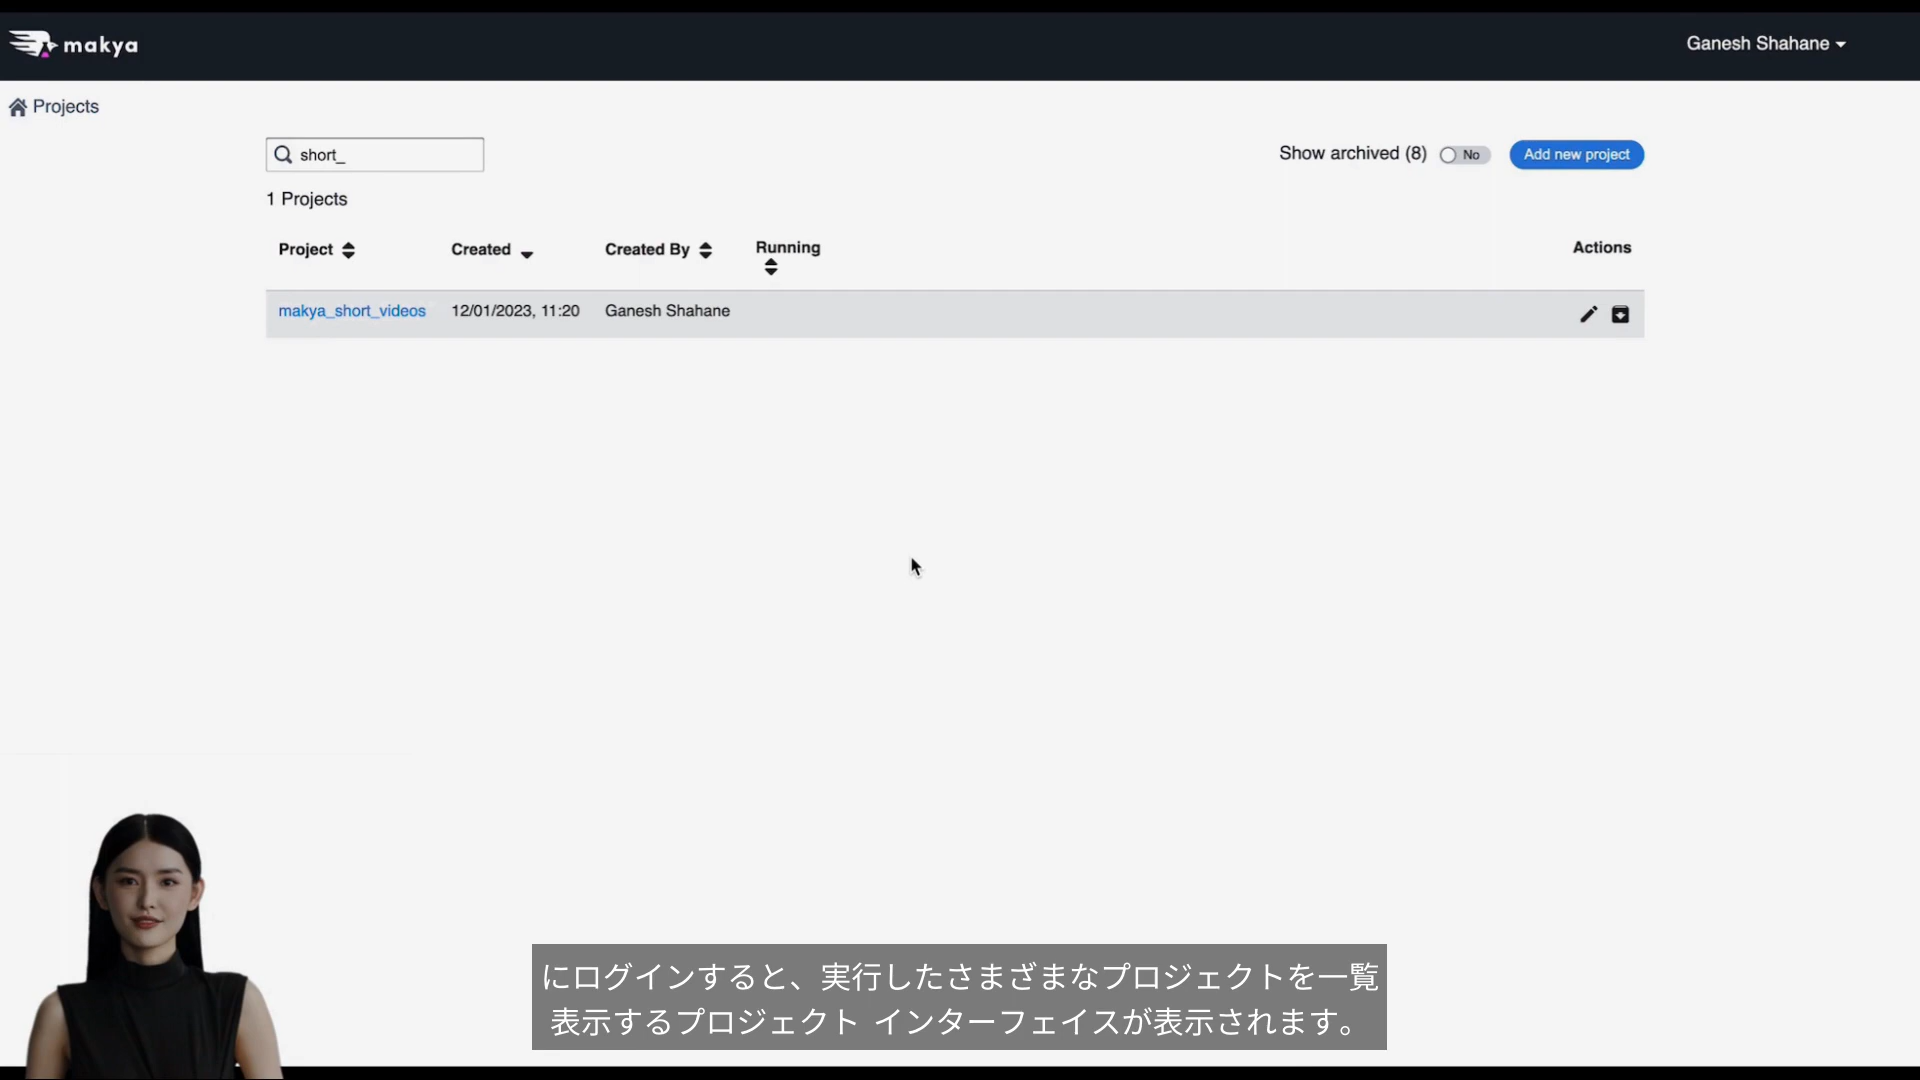 makya
Ganesh Shahane
Projects
short_
Show archived (8) No Add new project
1 Projects
Project Created Created By Running Actions
makya_short_videos 12/01/2023, 11:20 Ganesh Shahane
にログインすると、実行したさまざまなプロジェクトを一覧
表示するプロジェクト インターフェイスが表示されます。